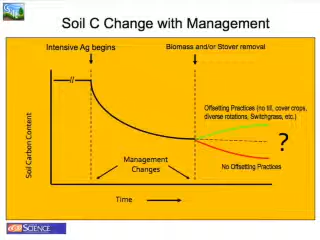 Soil C Change with Management
Intensive Ag begins
Biomass and/or Stover removal
//
Offsetting Practices (no till, cover crops,
diverse rotations, Switchgrass, etc.)
?
No Offsetting Practices
Soil Carbon Content
Management
Changes
Time
SCIENCE